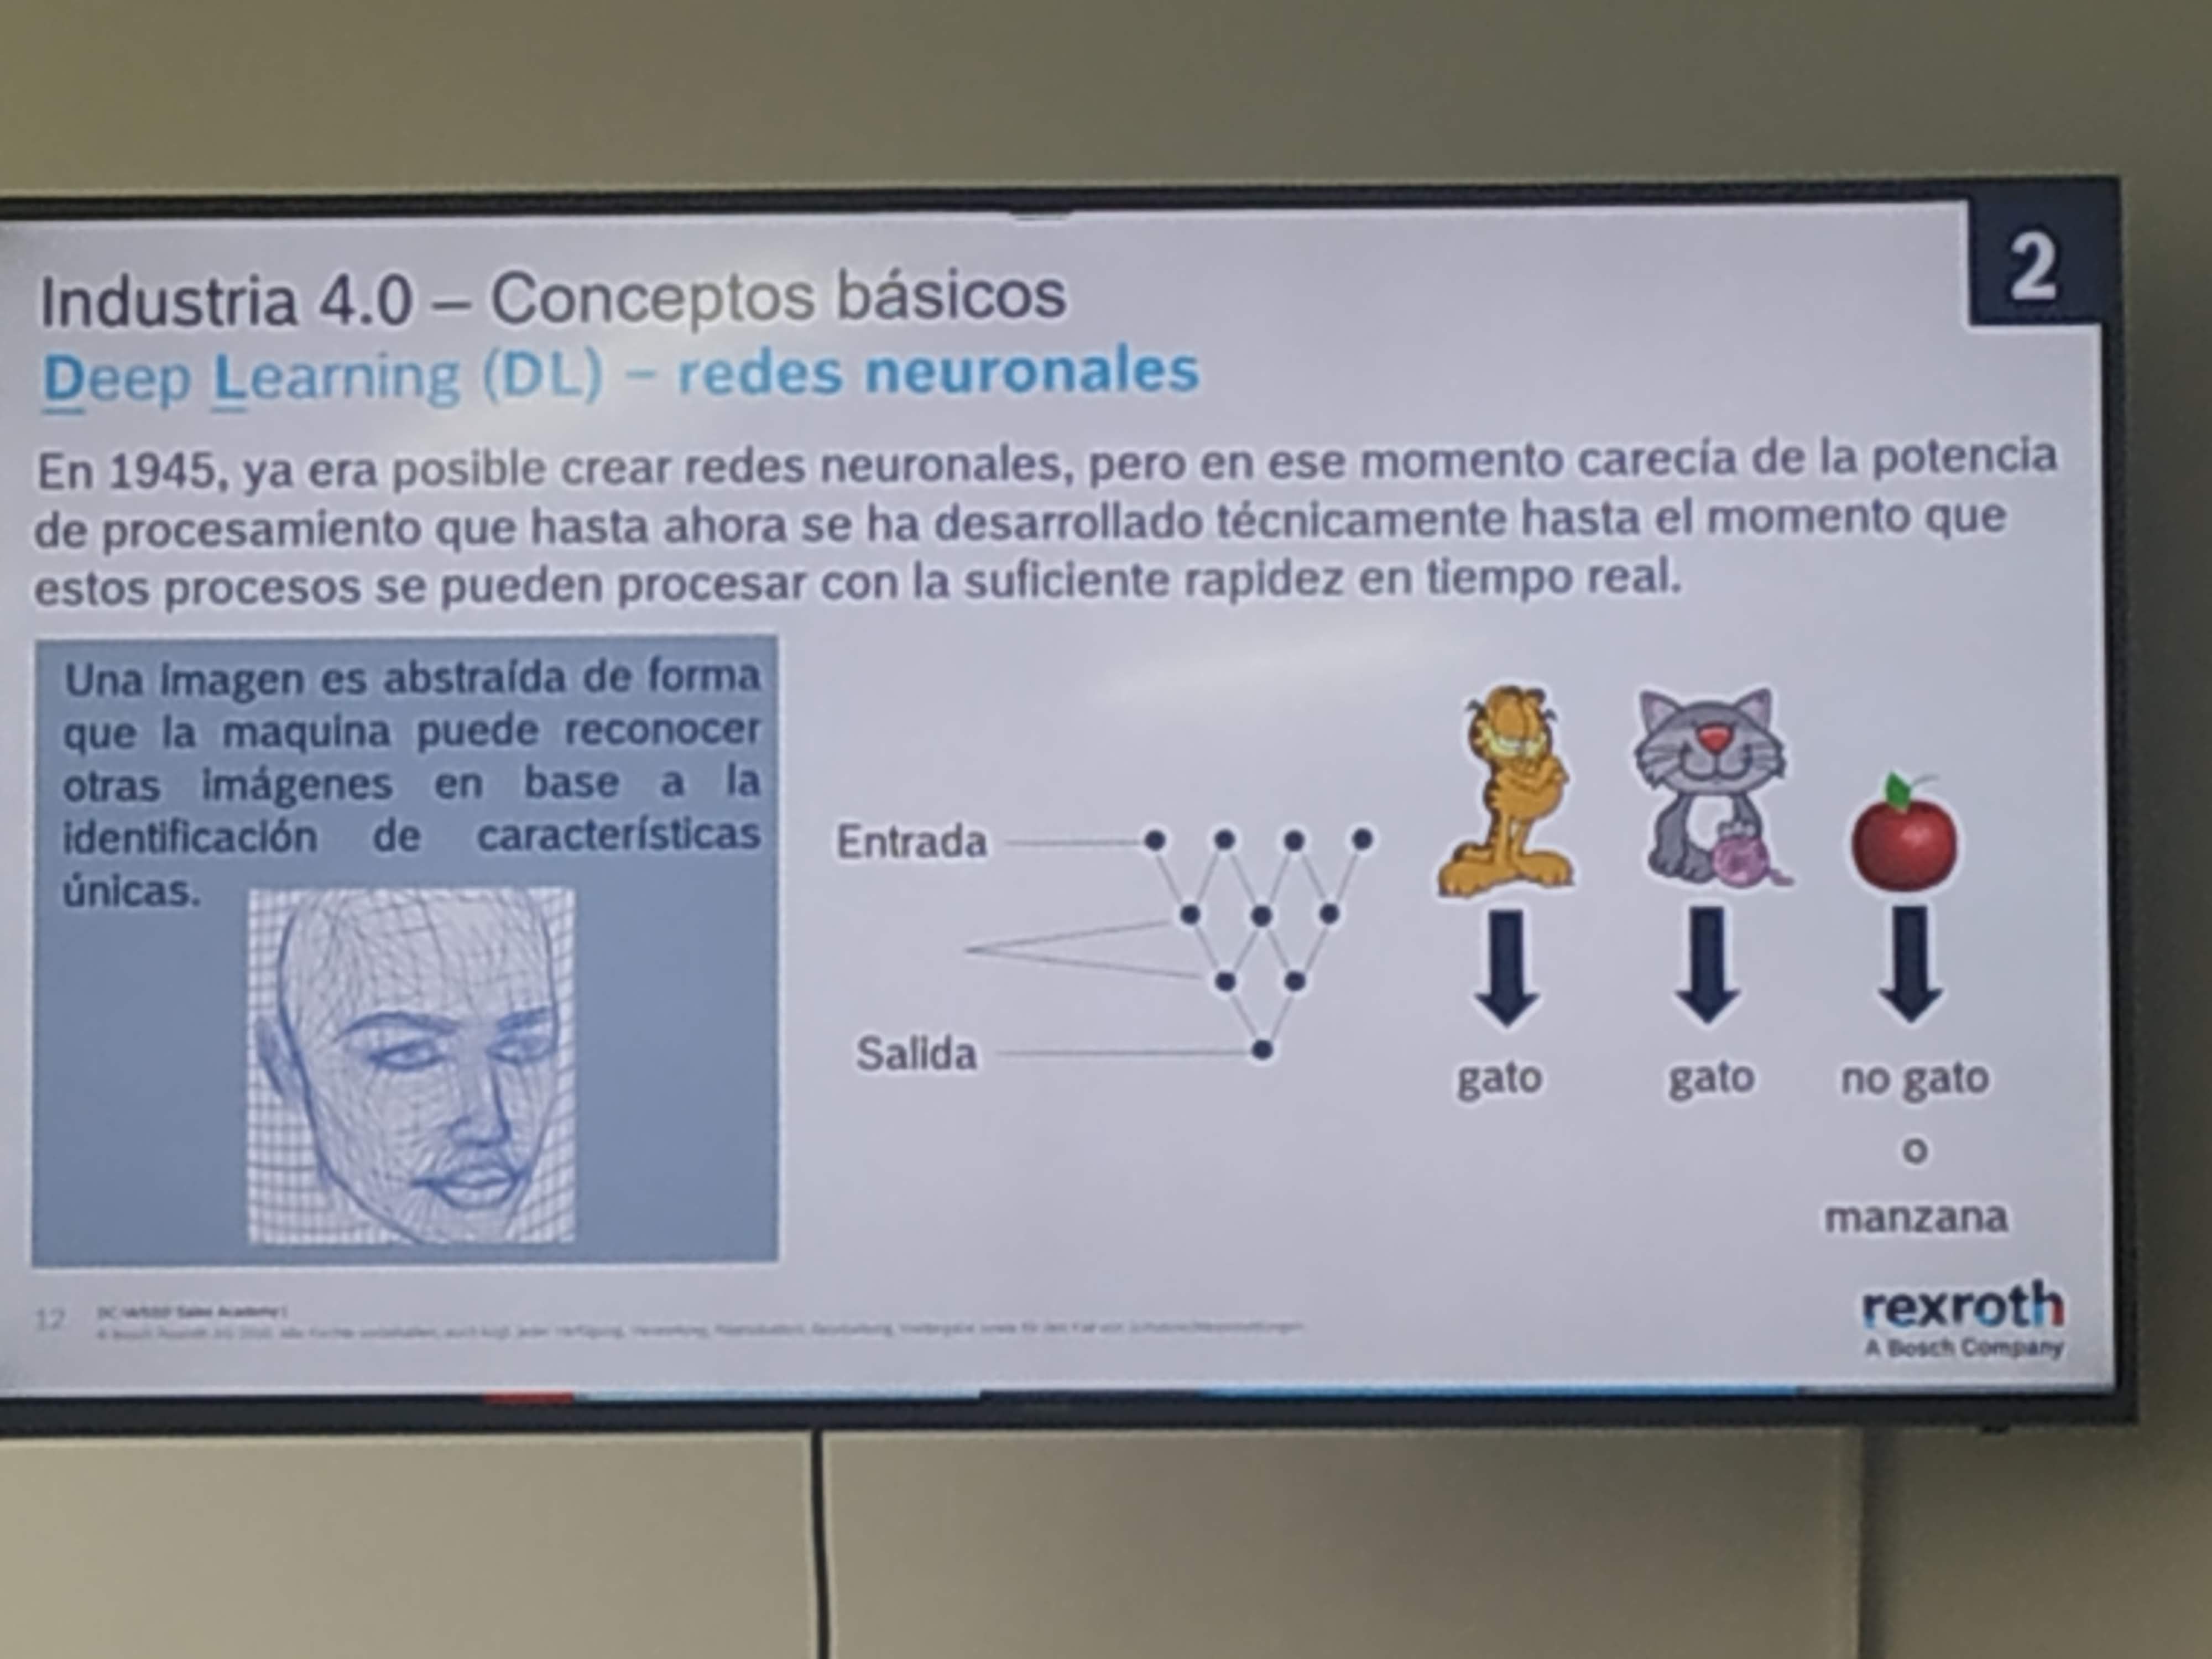 2
Industria 4.0 – Conceptos básicos
Deep Learning (DL) – redes neuronales
En 1945, ya era posible crear redes neuronales, pero en ese momento carecía de la potencia
de procesamiento que hasta ahora se ha desarrollado técnicamente hasta el momento que
estos procesos se pueden procesar con la suficiente rapidez en tiempo real.
Una imagen es abstraída de forma
que la maquina puede reconocer
otras imágenes en base a la
identificación de características
únicas.
Entrada
Salida
gato
gato
no gato
o
manzana
12
Sales Academy
rexroth
A Bosch Company